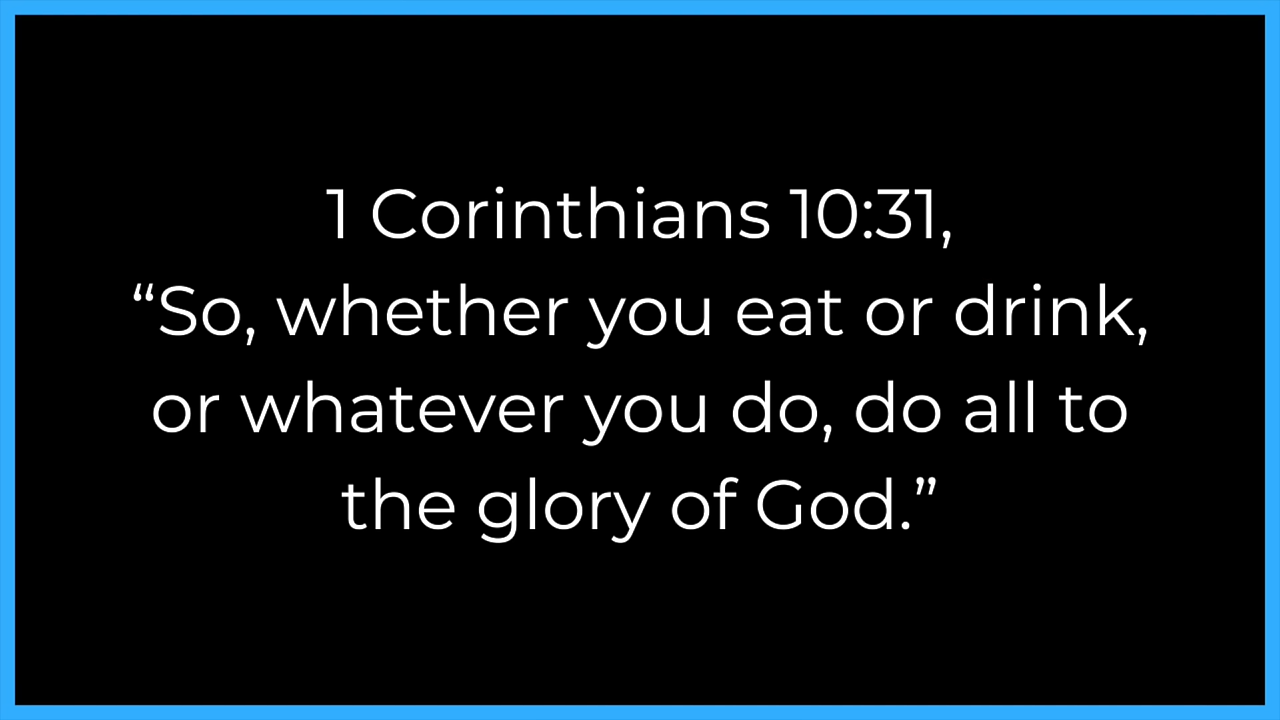 1 Corinthians 10:31,
“So, whether you eat or drink,
or whatever you do, do all to
the glory of God.”